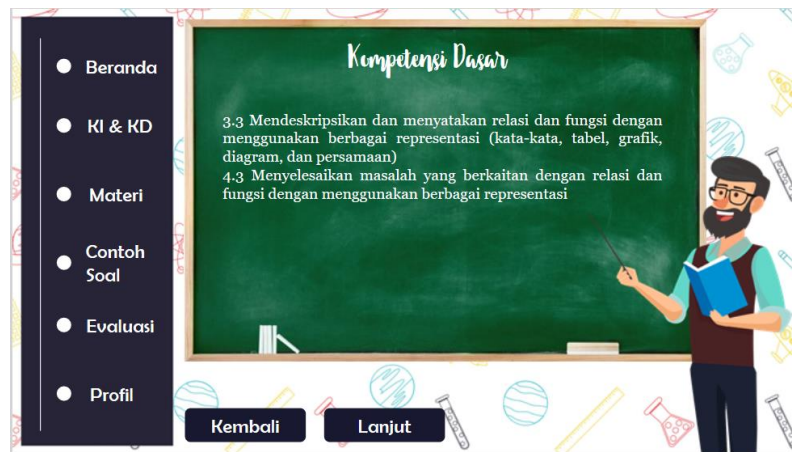 Beranda
KI & KD
Materi
Contoh
Soal
Evaluasi
Profil
Kompetensi Dasar
3.3 Mendeskripsikan dan menyatakan relasi dan fungsi dengan
menggunakan berbagai representasi (kata-kata, tabel, grafik,
diagram, dan persamaan)
4.3 Menyelesaikan masalah yang berkaitan dengan relasi dan
fungsi dengan menggunakan berbagai representasi
Kembali
Lanjut